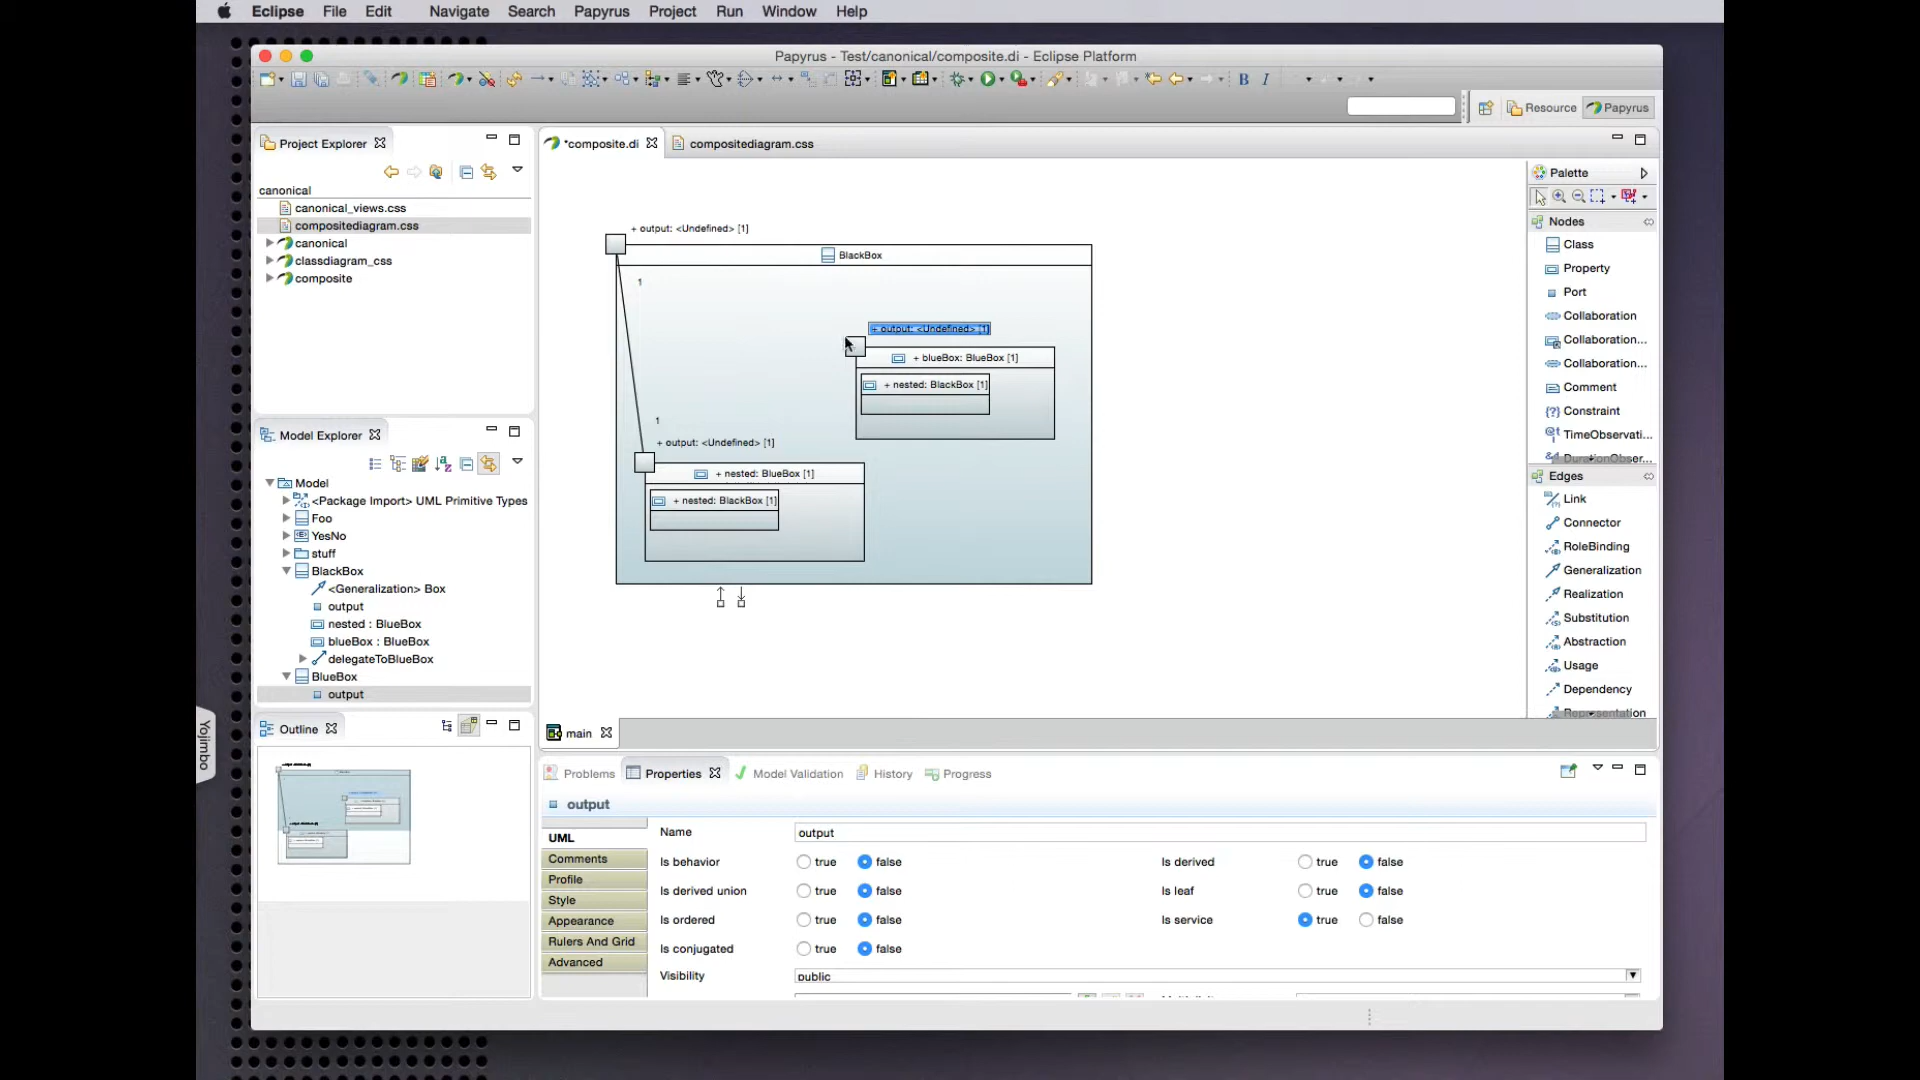 Eclipse File Edit Navigate Search Papyrus Project Run Window Help
Papyrus - Test/canonical/composite.di - Eclipse Platform
B I
Resource Papyrus
Project Explorer
canonical
canonical_views.css
compositediagram.css
canonical
classdiagram_css
composite
Model Explorer
Model
<Package Import> UML Primitive Types
Foo
YesNo
stuff
BlackBox
<Generalization> Box
output
nested : BlueBox
blueBox : BlueBox
delegateToBlueBox
BlueBox
output
Outline
Yojimbo
*composite.di compositediagram.css
+ output: <Undefined> [1]
BlackBox
1
+ output: <Undefined> [1]
+ blueBox: BlueBox [1]
+ nested: BlackBox [1]
1
+ output: <Undefined> [1]
+ nested: BlueBox [1]
+ nested: BlackBox [1]
main
Palette
Nodes
Class
Property
Port
Collaboration
Collaboration...
Collaboration...
Comment
Constraint
TimeObservati...
DurationObser...
Edges
Link
Connector
RoleBinding
Generalization
Realization
Substitution
Abstraction
Usage
Dependency
Representation
Problems Properties Model Validation History Progress
output
UML
Comments
Profile
Style
Appearance
Rulers And Grid
Advanced
Name output
Is behavior true false Is derived true false
Is derived union true false Is leaf true false
Is ordered true false Is service true false
Is conjugated true false
Visibility public